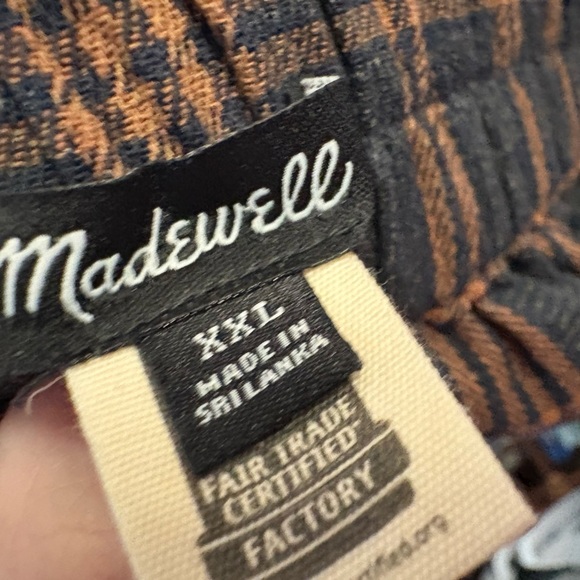 Madewell
XXL
MADE IN
SRI LANKA
FAIR TRADE
CERTIFIED
FACTORY